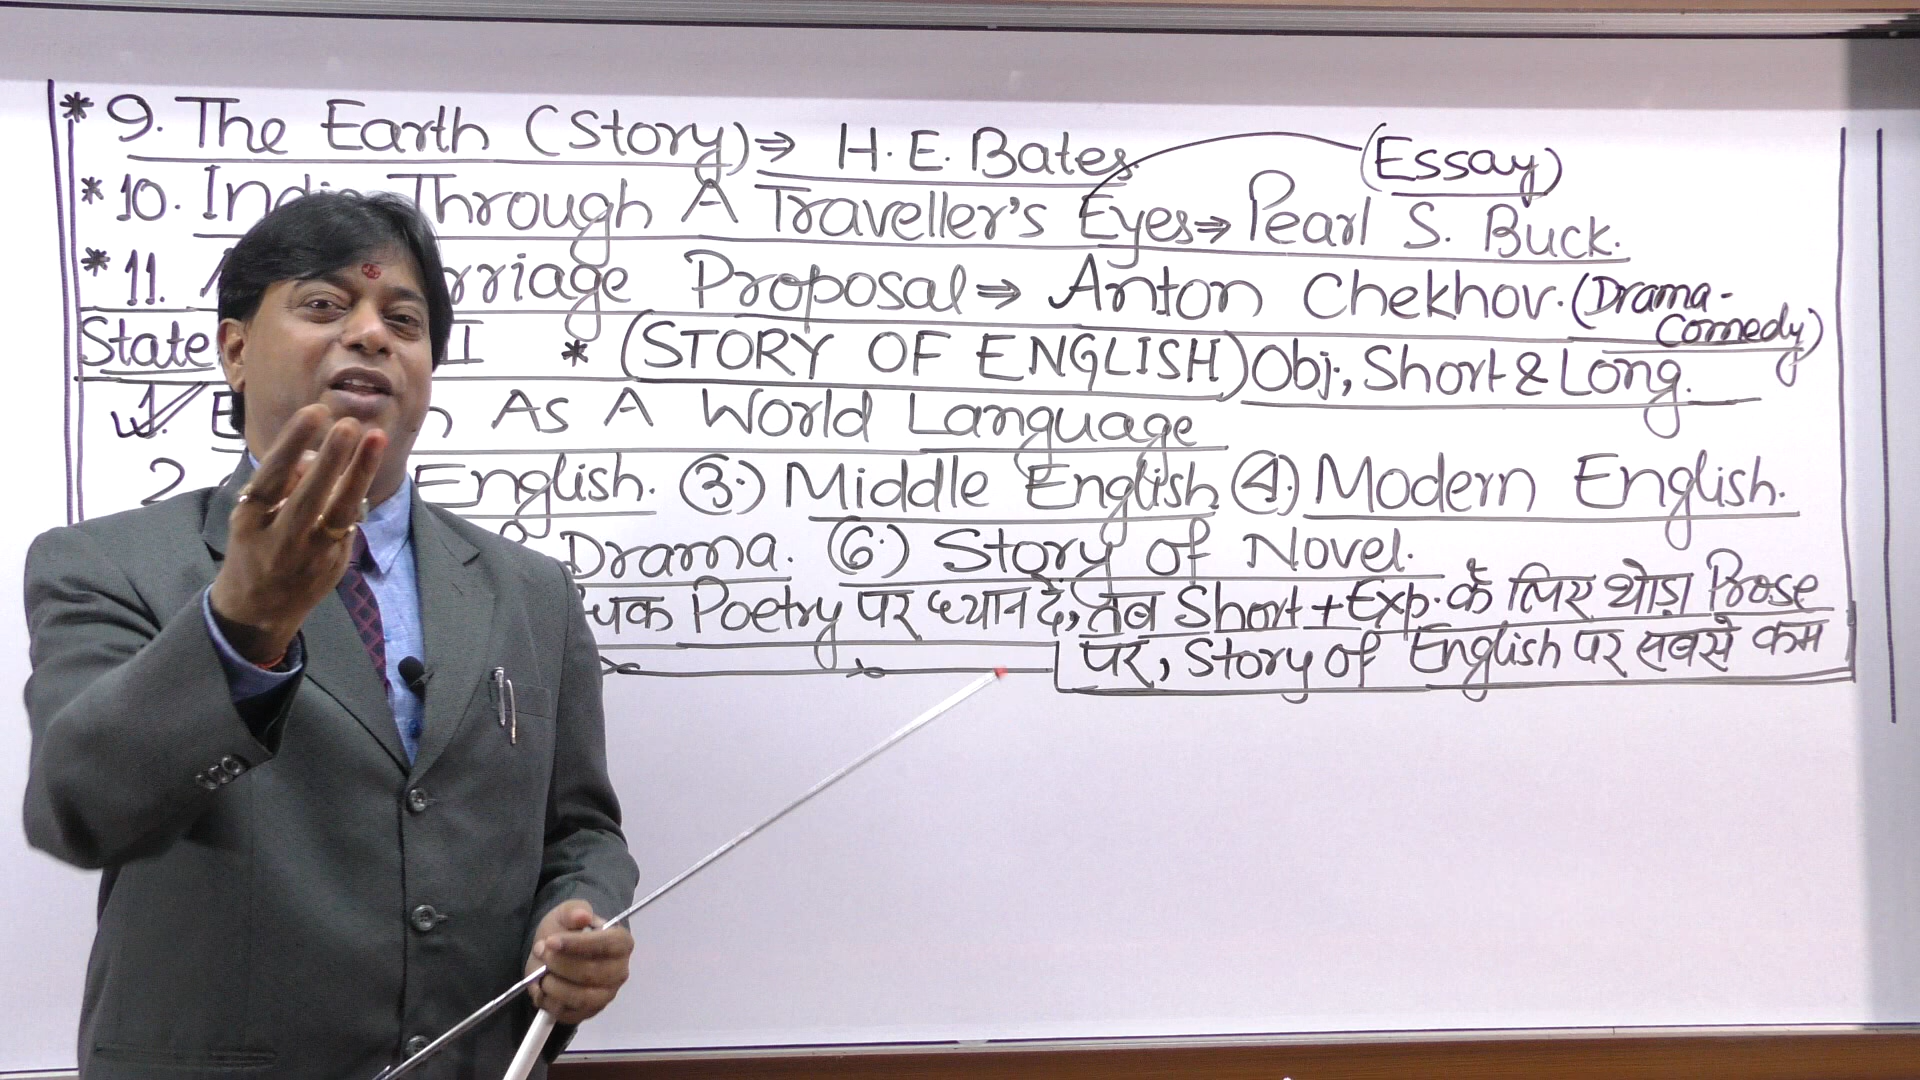 * 9. The Earth (Story) ⇒ H. E. Bates
(Essay)
* 10. Through A Traveller's Eyes ⇒ Pearl S. Buck.
* 11. Proposal ⇒ Anton Chekhov. (Drama - Comedy)
State II * (STORY OF ENGLISH) Obj, Short & Long.
1. As A World Language
2. English. ③.) Middle English ④.) Modern English.
Drama. ⑥.) Story of Novel.
Poetry पर ध्यान दें, तब Short + Exp. के लिए थोड़ा Prose
पर, Story of English पर सबसे कम